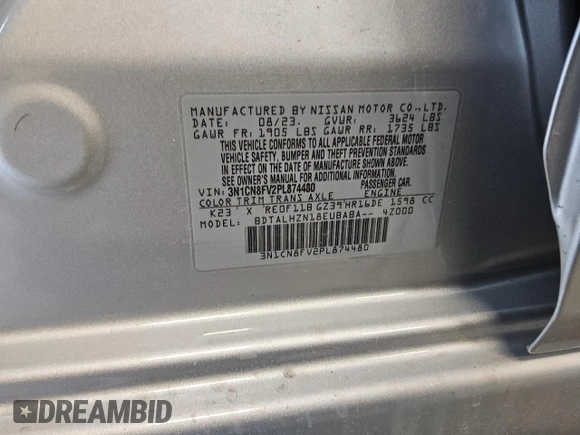 MANUFACTURED BY NISSAN MOTOR CO., LTD.
DATE: 08/23. GVWR: 3624 LBS
GAWR FR: 1905 LBS GAWR RR: 1735 LBS
THIS VEHICLE CONFORMS TO ALL APPLICABLE FEDERAL MOTOR
VEHICLE SAFETY, BUMPER AND THEFT PREVENTION STANDARDS
IN EFFECT ON THE DATE OF MANUFACTURE SHOWN ABOVE.
SEE OWNER'S MANUAL FOR ADDITIONAL INFORMATION.
VIN: 3N1CN8FV2PL874480 PASSENGER CAR.
COLOR TRIM TRANS AXLE ENGINE
K23 X RE0F11B GZ39 HR16DE 1598 CC
MODEL: BDTALHZN18EUBABA-- 4Z000
3N1CN8FV2PL874480
DREAMBID